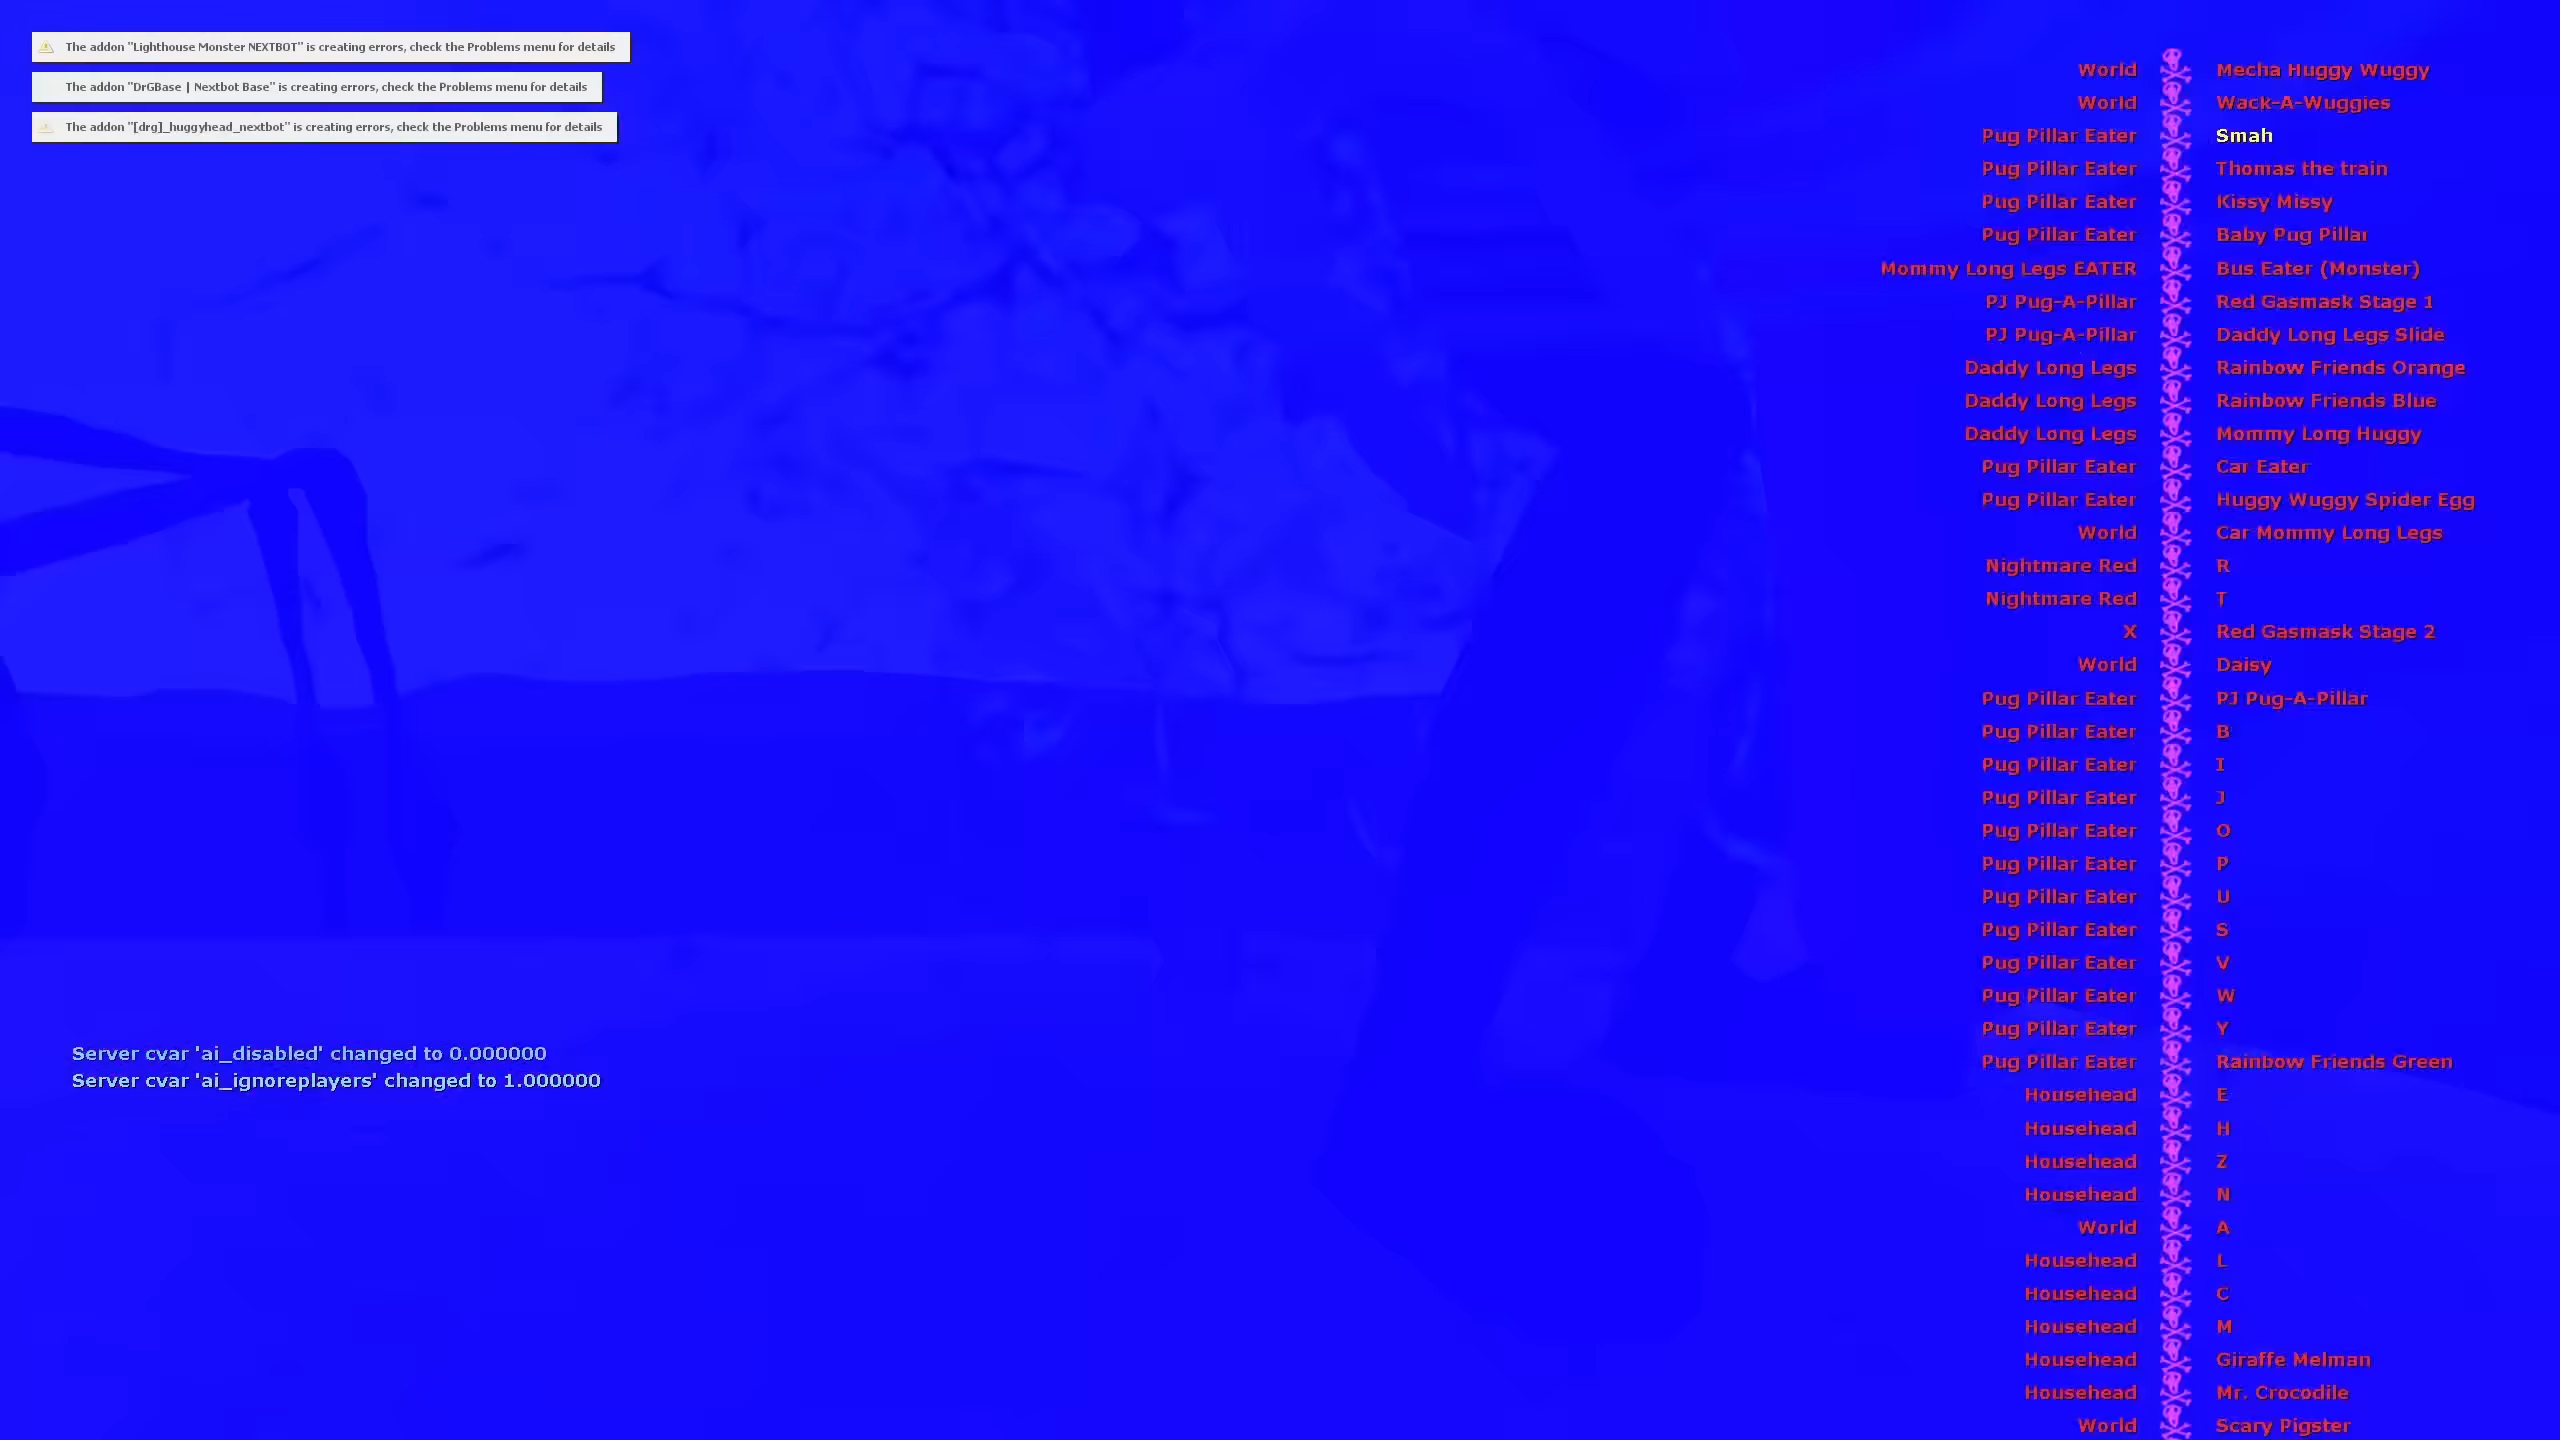 The addon "Lighthouse Monster NEXTBOT" is creating errors, check the Problems menu for details
The addon "DrGBase | Nextbot Base" is creating errors, check the Problems menu for details
The addon "[drg]_huggyhead_nextbot" is creating errors, check the Problems menu for details
World Mecha Huggy Wuggy
World Wack-A-Wuggies
Pug Pillar Eater Smah
Pug Pillar Eater Thomas the train
Pug Pillar Eater Kissy Missy
Pug Pillar Eater Baby Pug Pillar
Mommy Long Legs EATER Bus Eater (Monster)
PJ Pug-A-Pillar Red Gasmask Stage 1
PJ Pug-A-Pillar Daddy Long Legs Slide
Daddy Long Legs Rainbow Friends Orange
Daddy Long Legs Rainbow Friends Blue
Daddy Long Legs Mommy Long Huggy
Pug Pillar Eater Car Eater
Pug Pillar Eater Huggy Wuggy Spider Egg
World Car Mommy Long Legs
Nightmare Red R
Nightmare Red T
X Red Gasmask Stage 2
World Daisy
Pug Pillar Eater PJ Pug-A-Pillar
Pug Pillar Eater B
Pug Pillar Eater I
Pug Pillar Eater J
Pug Pillar Eater O
Pug Pillar Eater P
Pug Pillar Eater U
Pug Pillar Eater S
Pug Pillar Eater V
Pug Pillar Eater W
Pug Pillar Eater Y
Pug Pillar Eater Rainbow Friends Green
Househead E
Househead H
Househead Z
Househead N
World A
Househead L
Househead C
Househead M
Househead Giraffe Melman
Househead Mr. Crocodile
World Scary Pigster
Server cvar 'ai_disabled' changed to 0.000000
Server cvar 'ai_ignoreplayers' changed to 1.000000